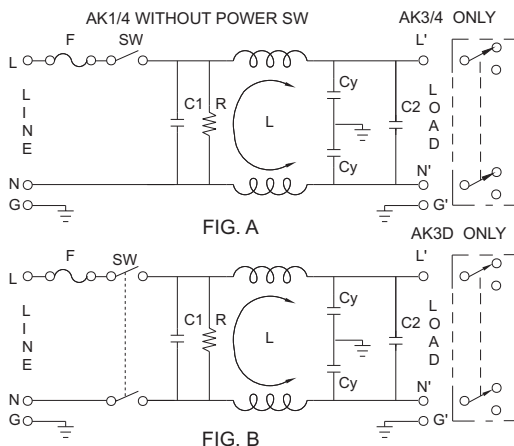 AK1/4 WITHOUT POWER SW
AK3/4 ONLY
F
SW
L'
L
C1
R
Cy
L
C2
Cy
L
I
N
E
L
O
A
D
N
N'
G
G'
FIG. A
AK3D ONLY
F
SW
L'
L
C1
R
Cy
L
C2
Cy
L
I
N
E
L
O
A
D
N
N'
G
G'
FIG. B